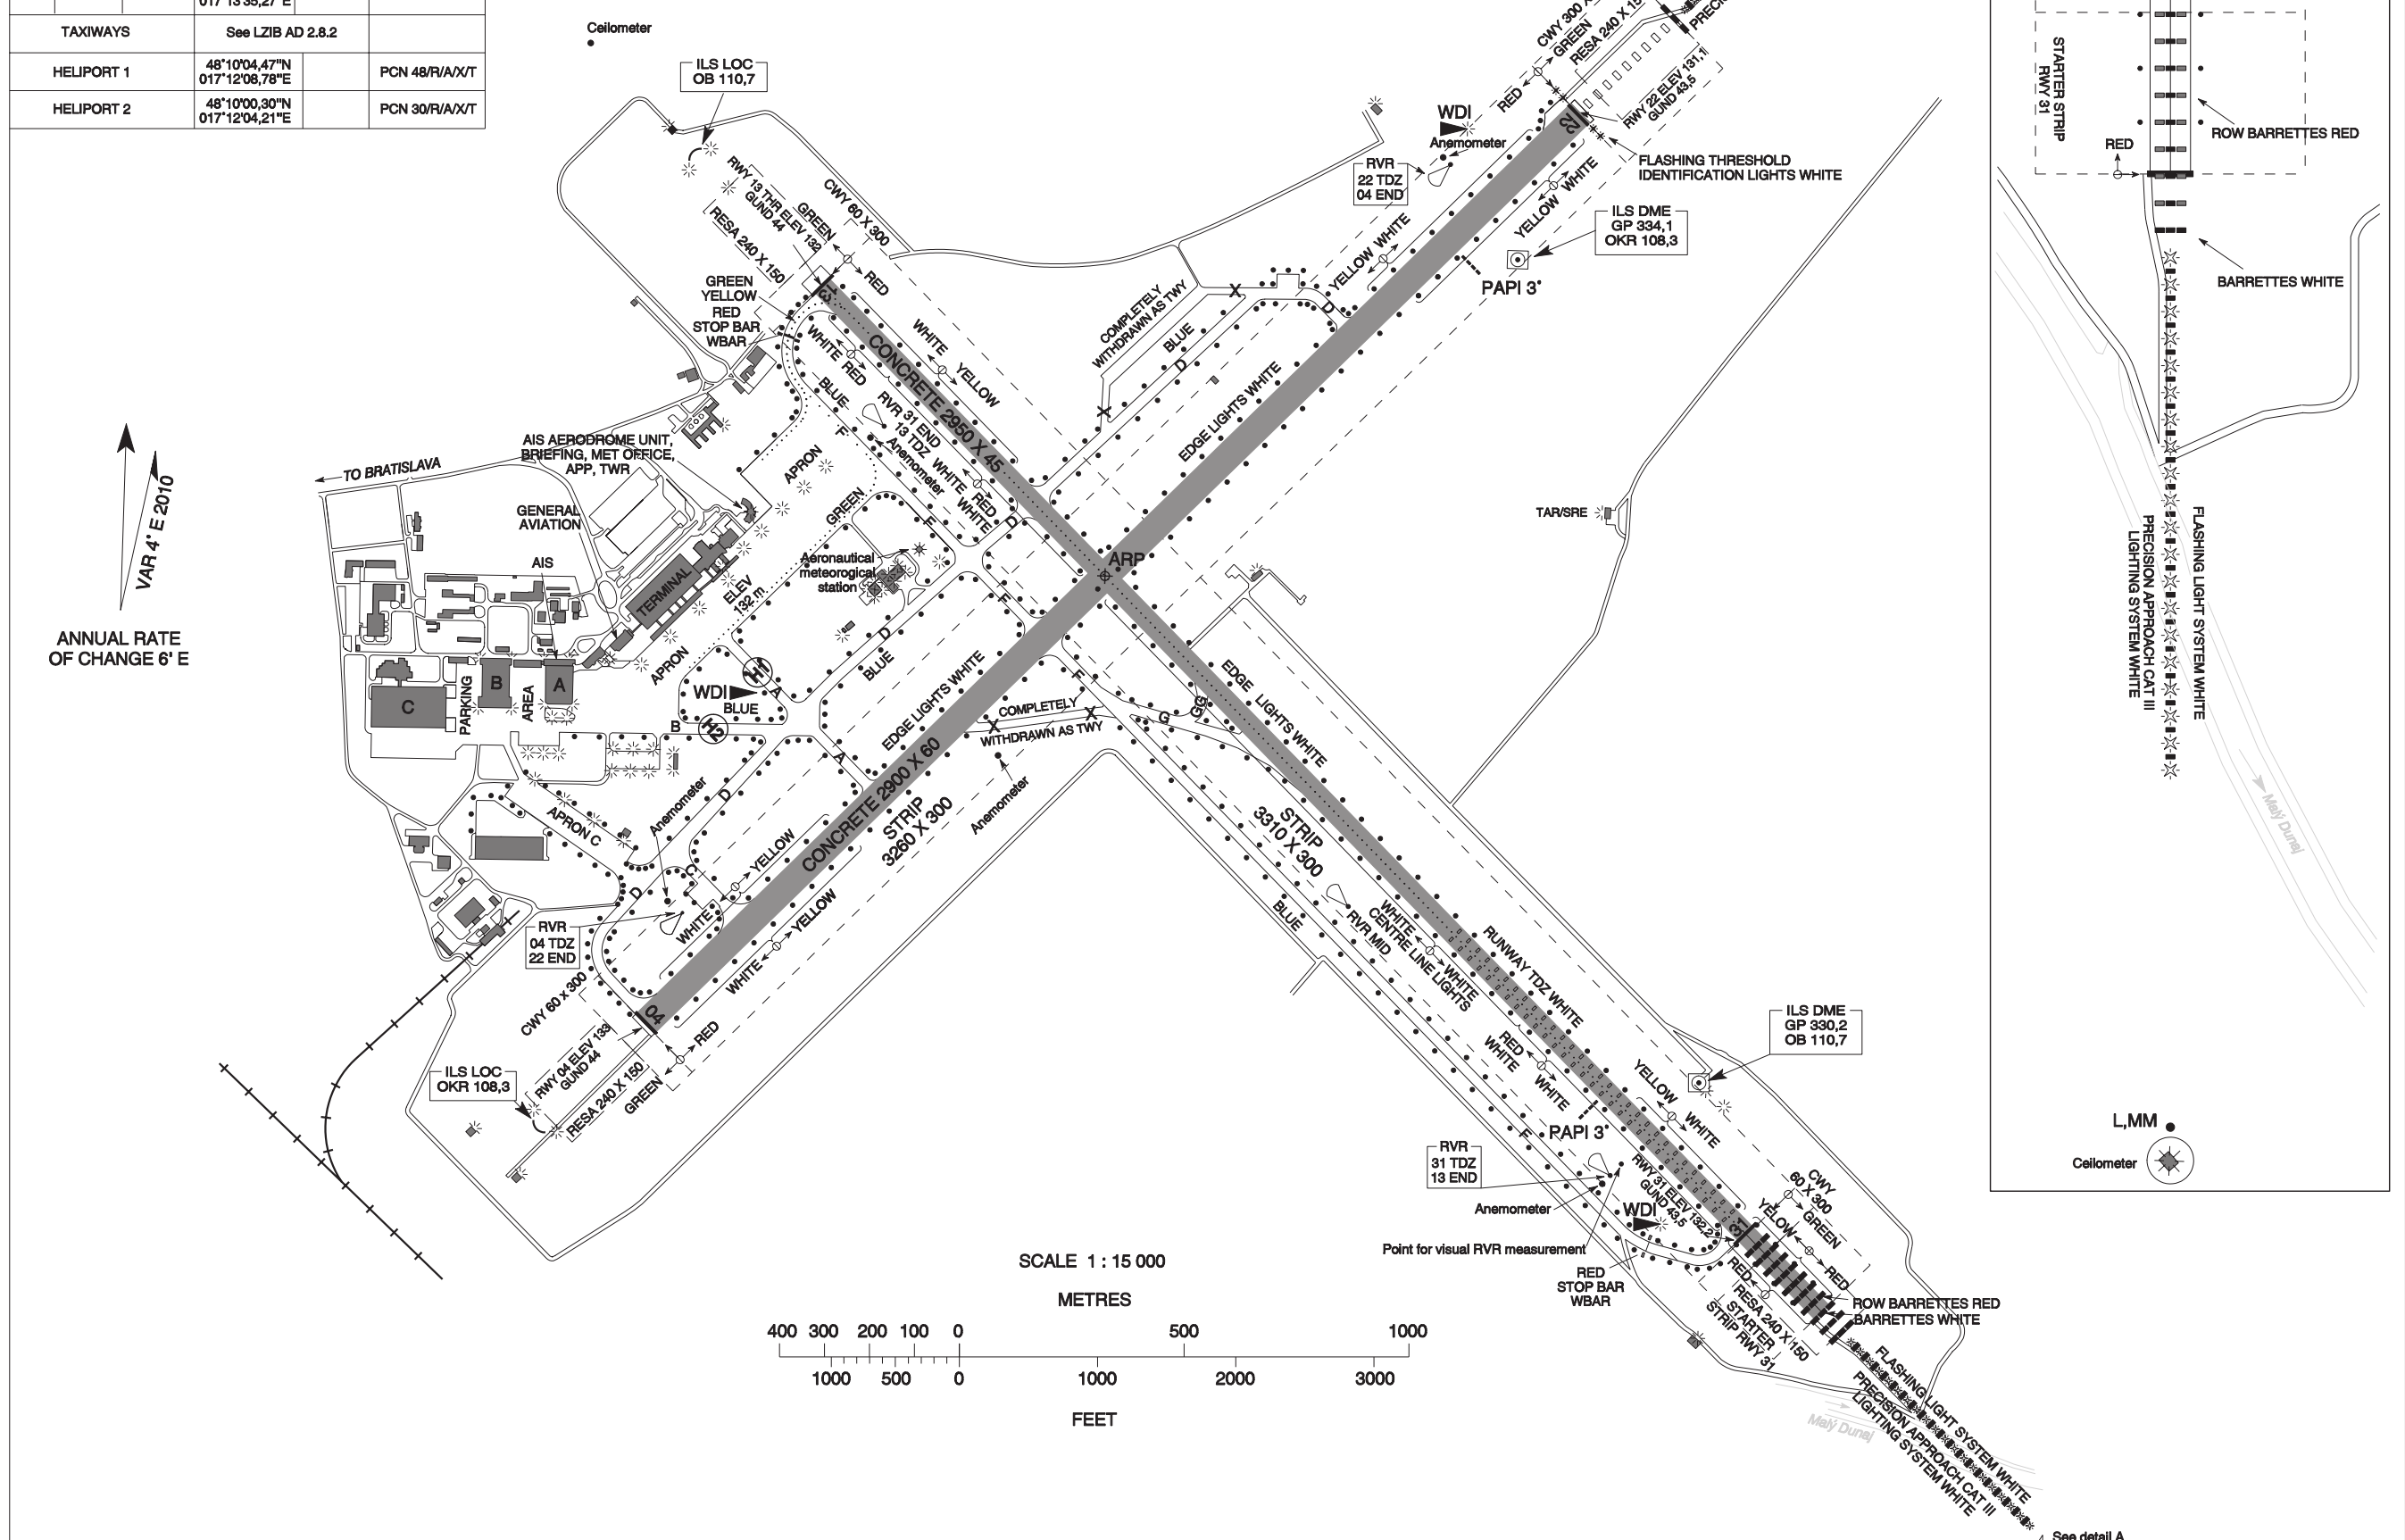 017°13'35,27"E
TAXIWAYS
See LZIB AD 2.8.2
HELIPORT 1
48°10'04,47"N
017°12'08,78"E
PCN 48/R/A/X/T
HELIPORT 2
48°10'00,30"N
017°12'04,21"E
PCN 30/R/A/X/T
Ceilometer
ILS LOC
OB 110,7
RWY 13 THR ELEV 132
GUND 44
RESA 240 X 150
GREEN
CWY 60 X 300
RED
GREEN
YELLOW
RED
STOP BAR
WBAR
13
WHITE
RED
WHITE
YELLOW
CONCRETE 2950 X 45
BLUE
F
RVR 31 END
13 TDZ
Anemometer
WHITE
RED
WHITE
D
F
APRON
GREEN
AIS AERODROME UNIT,
BRIEFING, MET OFFICE,
APP, TWR
TO BRATISLAVA
GENERAL
AVIATION
AIS
TERMINAL
ELEV
132 m
APRON
Aeronautical
meteorogical
station
VAR 4° E 2010
ANNUAL RATE
OF CHANGE 6' E
C
PARKING
B
AREA
A
H1
A
WDI
BLUE
B
H2
D
BLUE
F
A
APRON C
Anemometer
D
D
C
RVR
04 TDZ
22 END
WHITE
YELLOW
WHITE
YELLOW
CWY 60 x 300
04
RED
GREEN
RWY 04 ELEV 133
GUND 44
RESA 240 X 150
ILS LOC
OKR 108,3
CONCRETE 2900 X 60
STRIP
3260 X 300
EDGE LIGHTS WHITE
Anemometer
COMPLETELY
WITHDRAWN AS TWY
X
X
F
G
GG
ARP
COMPLETELY
WITHDRAWN AS TWY
X
X
BLUE
D
D
EDGE LIGHTS WHITE
YELLOW WHITE
YELLOW
WHITE
PAPI 3°
ILS DME
GP 334,1
OKR 108,3
RVR
22 TDZ
04 END
WDI
Anemometer
RED
GREEN
CWY 300 X
RESA 240 X 15
22
RWY 22 ELEV 131,1
GUND 43,5
FLASHING THRESHOLD
IDENTIFICATION LIGHTS WHITE
TAR/SRE
EDGE LIGHTS WHITE
STRIP
3310 X 300
BLUE
RVR MID
WHITE
CENTRE LINE LIGHTS
WHITE
RUNWAY TDZ WHITE
RED
WHITE
WHITE
YELLOW
WHITE
F
PAPI 3°
ILS DME
GP 330,2
OB 110,7
RVR
31 TDZ
13 END
Anemometer
WDI
RWY 31 ELEV 132,2
GUND 43,5
Point for visual RVR measurement
RED
STOP BAR
WBAR
31
CWY
60 X 300
YELOW
GREEN
RED
RED
RESA 240 X 150
STARTER
STRIP RWY 31
ROW BARRETTES RED
BARRETTES WHITE
FLASHING LIGHT SYSTEM WHITE
PRECISION APPROACH CAT III
LIGHTING SYSTEM WHITE
Malý Dunaj
See detail A
SCALE 1 : 15 000
METRES
400 300 200 100 0 500 1000
1000 500 0 1000 2000 3000
FEET
STARTER STRIP
RWY 31
RED
ROW BARRETTES RED
BARRETTES WHITE
FLASHING LIGHT SYSTEM WHITE
PRECISION APPROACH CAT III
LIGHTING SYSTEM WHITE
Malý Dunaj
L,MM
Ceilometer